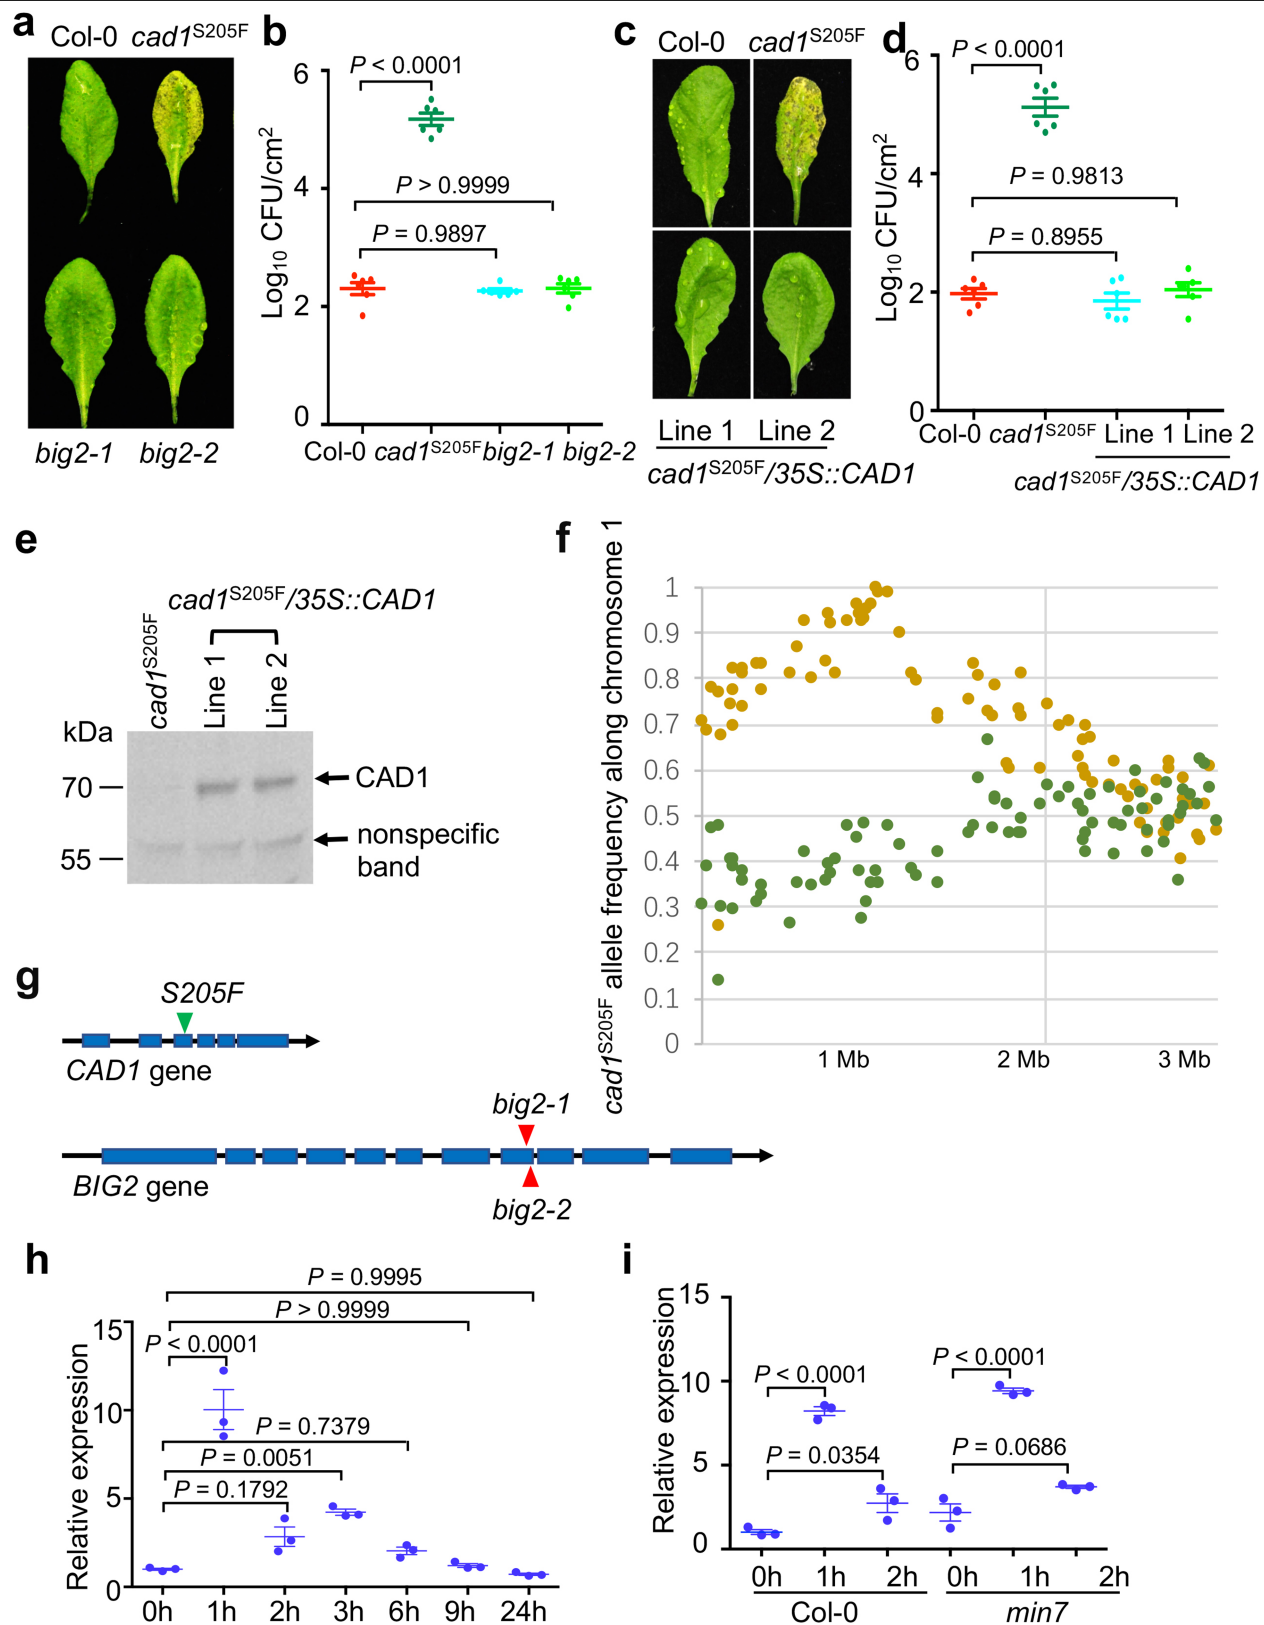 a
Col-0 cad1S205F
big2-1 big2-2
b
Log10 CFU/cm2
6
4
2
0
P < 0.0001
P > 0.9999
P = 0.9897
Col-0 cad1S205F big2-1 big2-2
c
Col-0 cad1S205F
Line 1 Line 2
cad1S205F/35S::CAD1
d
Log10 CFU/cm2
6
4
2
0
P < 0.0001
P = 0.9813
P = 0.8955
Col-0 cad1S205F Line 1 Line 2
cad1S205F/35S::CAD1
e
cad1S205F/35S::CAD1
cad1S205F
Line 1
Line 2
kDa
70
55
CAD1
nonspecific
band
f
cad1S205F allele frequency along chromosome 1
1
0.9
0.8
0.7
0.6
0.5
0.4
0.3
0.2
0.1
0
1 Mb 2 Mb 3 Mb
g
S205F
CAD1 gene
big2-1
BIG2 gene
big2-2
h
Relative expression
15
10
5
0
P = 0.9995
P > 0.9999
P < 0.0001
P = 0.7379
P = 0.0051
P = 0.1792
0h 1h 2h 3h 6h 9h 24h
i
Relative expression
15
10
5
0
P < 0.0001
P = 0.0354
P < 0.0001
P = 0.0686
0h 1h 2h 0h 1h 2h
Col-0 min7